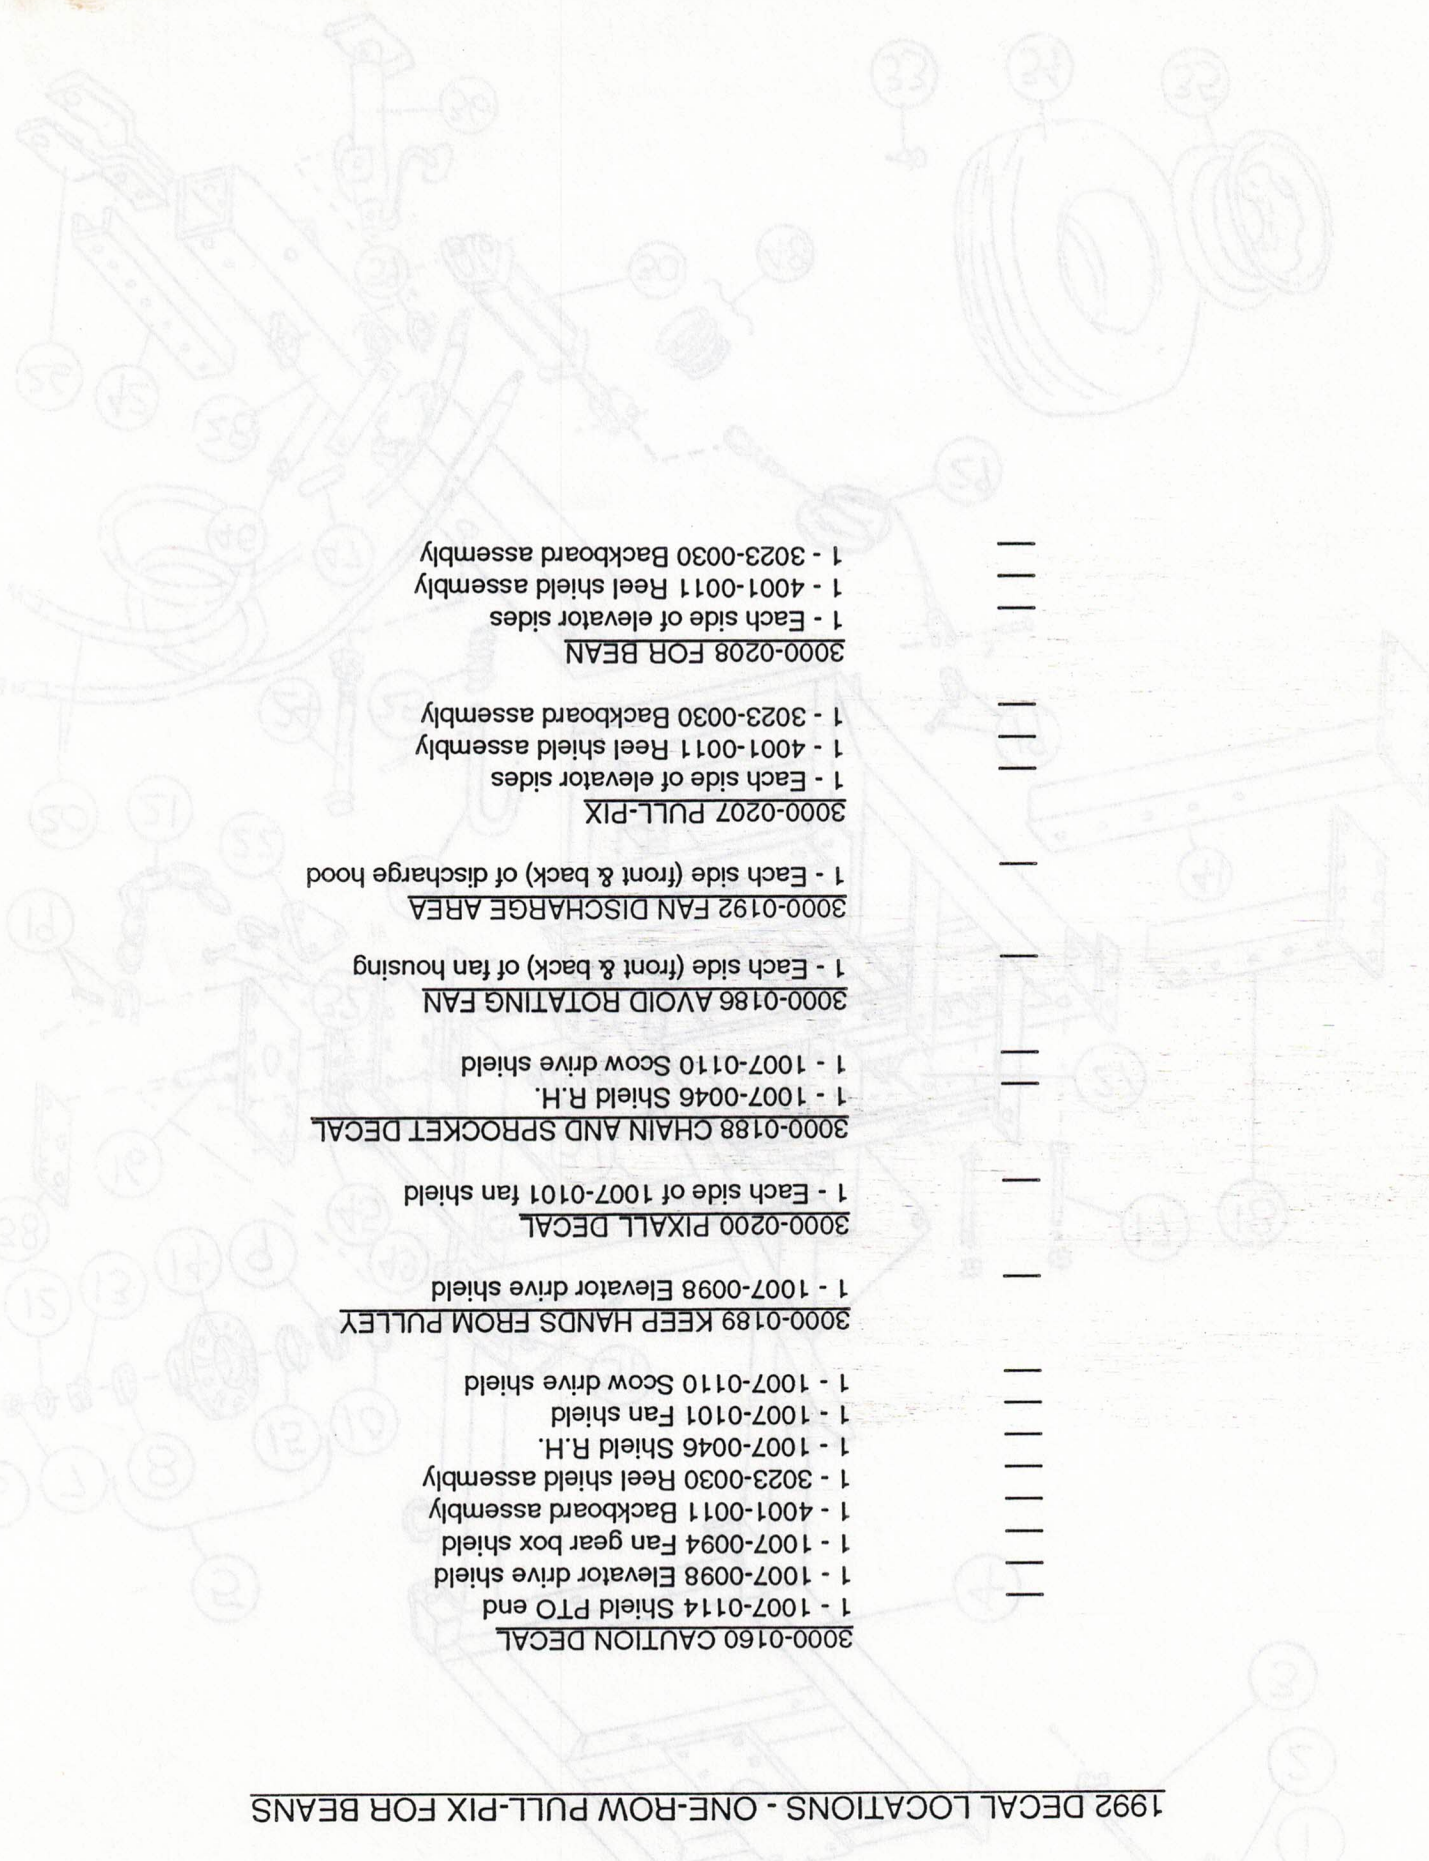 1992 DECAL LOCATIONS - ONE-ROW PULL-PIX FOR BEANS
3000-0160 CAUTION DECAL
1 - 1007-0114 Shield PTO end
1 - 1007-0098 Elevator drive shield
1 - 1007-0094 Fan gear box shield
1 - 4001-0011 Backboard assembly
1 - 3023-0030 Reel shield assembly
1 - 1007-0046 Shield R.H.
1 - 1007-0101 Fan shield
1 - 1007-0110 Scow drive shield
3000-0189 KEEP HANDS FROM PULLEY
1 - 1007-0098 Elevator drive shield
3000-0200 PIXALL DECAL
1 - Each side of 1007-0101 fan shield
3000-0188 CHAIN AND SPROCKET DECAL
1 - 1007-0046 Shield R.H.
1 - 1007-0110 Scow drive shield
3000-0186 AVOID ROTATING FAN
1 - Each side (front & back) of fan housing
3000-0192 FAN DISCHARGE AREA
1 - Each side (front & back) of discharge hood
3000-0207 PULL-PIX
1 - Each side of elevator sides
1 - 4001-0011 Reel shield assembly
1 - 3023-0030 Backboard assembly
3000-0208 FOR BEAN
1 - Each side of elevator sides
1 - 4001-0011 Reel shield assembly
1 - 3023-0030 Backboard assembly